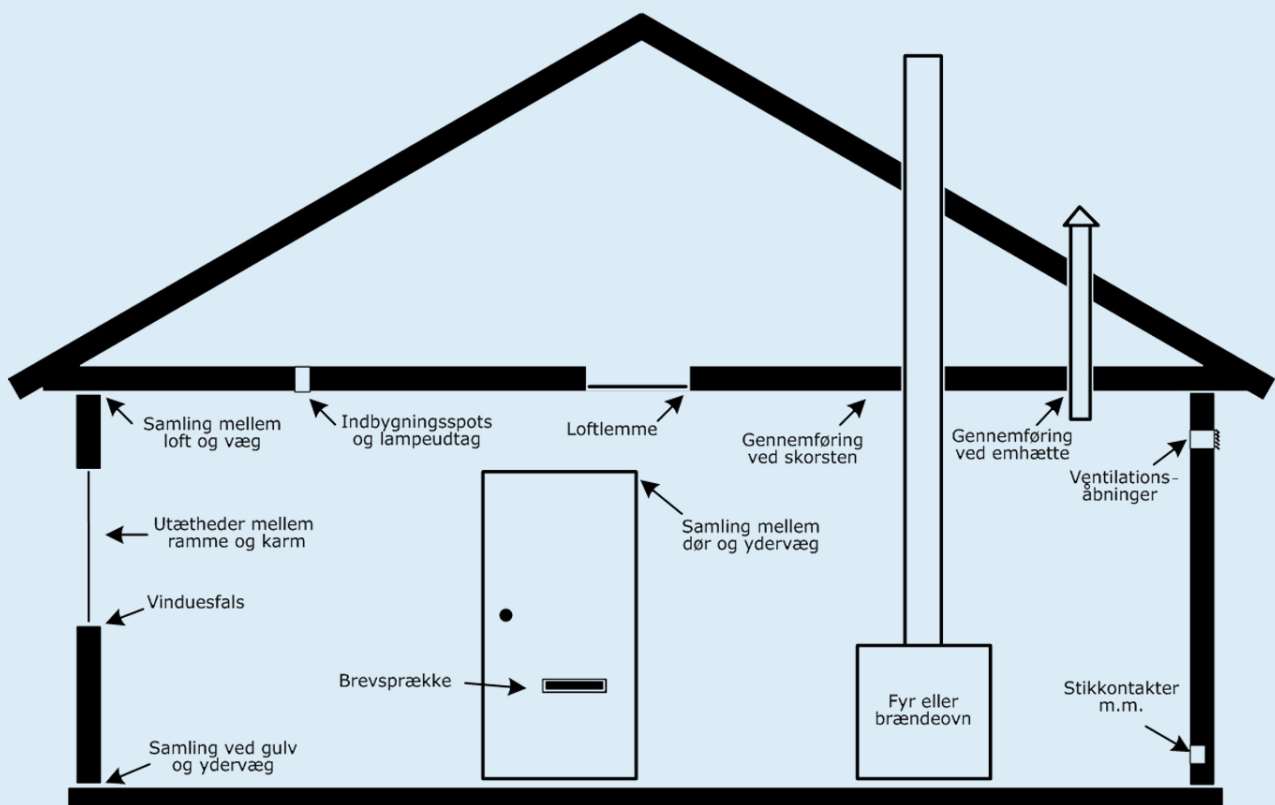 Samling mellem
loft og væg
Indbygningsspots
og lampeudtag
Loftlemme
Gennemføring
ved skorsten
Gennemføring
ved emhætte
Ventilations-
åbninger
Utætheder mellem
ramme og karm
Samling mellem
dør og ydervæg
Vinduesfals
Brevsprække
Fyr eller
brændeovn
Stikkontakter
m.m.
Samling ved gulv
og ydervæg